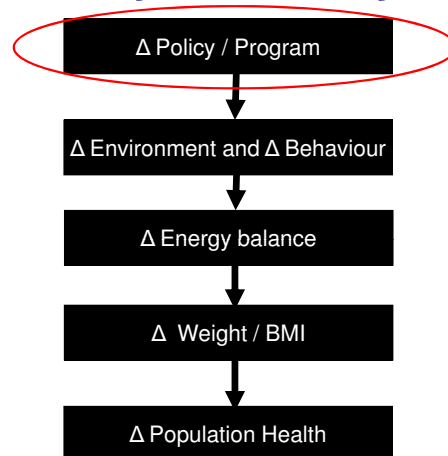 Δ Policy / Program
Δ Environment and Δ Behaviour
Δ Energy balance
Δ Weight / BMI
Δ Population Health